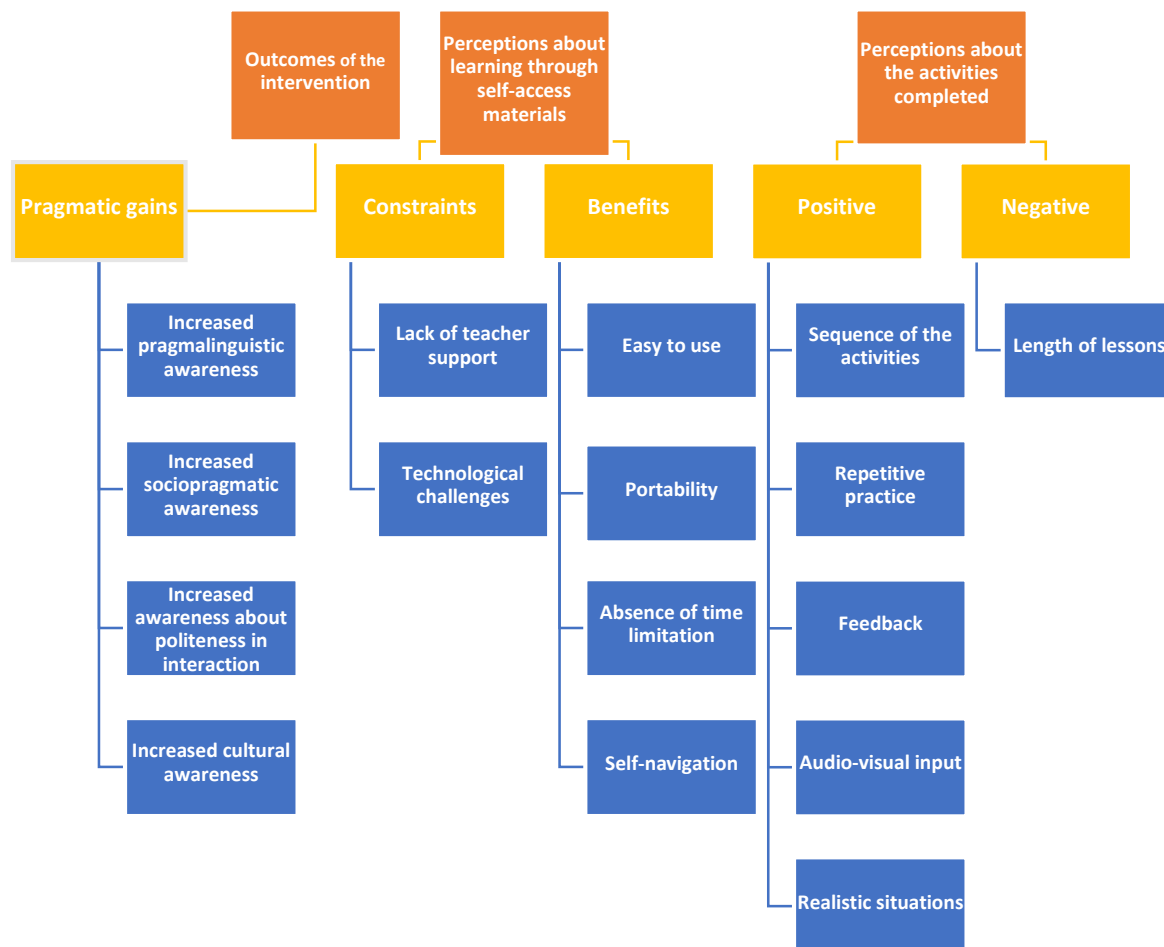 Outcomes of the
intervention
Perceptions about
learning through
self-access
materials
Perceptions about
the activities
completed
Pragmatic gains
Constraints
Benefits
Positive
Negative
Increased
pragmalinguistic
awareness
Increased
sociopragmatic
awareness
Increased
awareness about
politeness in
interaction
Increased cultural
awareness
Lack of teacher
support
Technological
challenges
Easy to use
Portability
Absence of time
limitation
Self-navigation
Sequence of the
activities
Repetitive
practice
Feedback
Audio-visual input
Realistic situations
Length of lessons